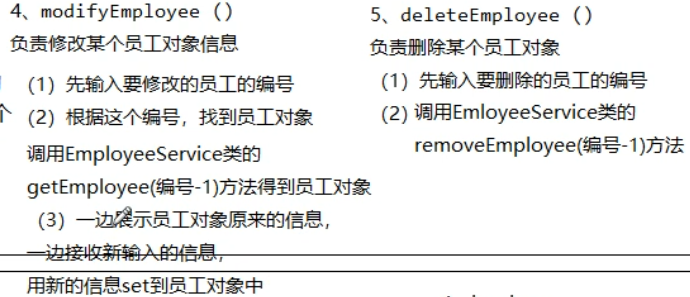 4、modifyEmployee （）
负责修改某个员工对象信息
（1）先输入要修改的员工的编号
个（2）根据这个编号，找到员工对象
调用EmployeeService类的
getEmployee(编号-1)方法得到员工对象
（3）一边展示员工对象原来的信息，
一边接收新输入的信息，
用新的信息set到员工对象中
5、deleteEmployee （）
负责删除某个员工对象
（1）先输入要删除的员工的编号
（2）调用EmloyeeService类的
removeEmployee(编号-1)方法